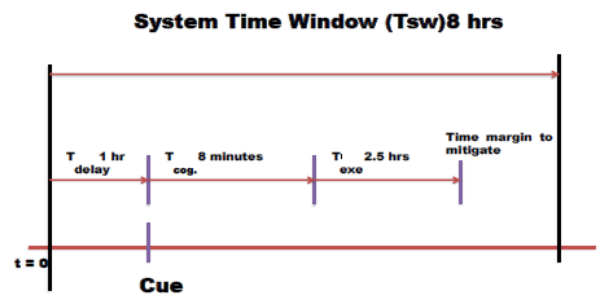 System Time Window (Tsw)8 hrs
Time margin to
mitigate
T 1 hr
delay
T 8 minutes
cog.
T 2.5 hrs
exe
t = 0
Cue